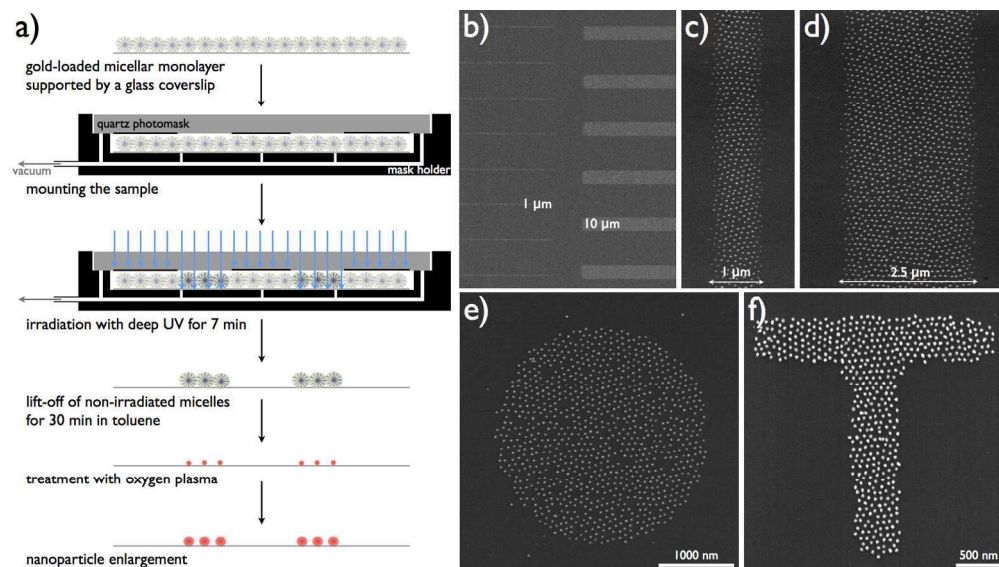 a)
gold-loaded micellar monolayer
supported by a glass coverslip
quartz photomask
vacuum
mask holder
mounting the sample
irradiation with deep UV for 7 min
lift-off of non-irradiated micelles
for 30 min in toluene
treatment with oxygen plasma
nanoparticle enlargement
b)
1 μm
10 μm
c)
1 μm
d)
2.5 μm
e)
1000 nm
f)
500 nm